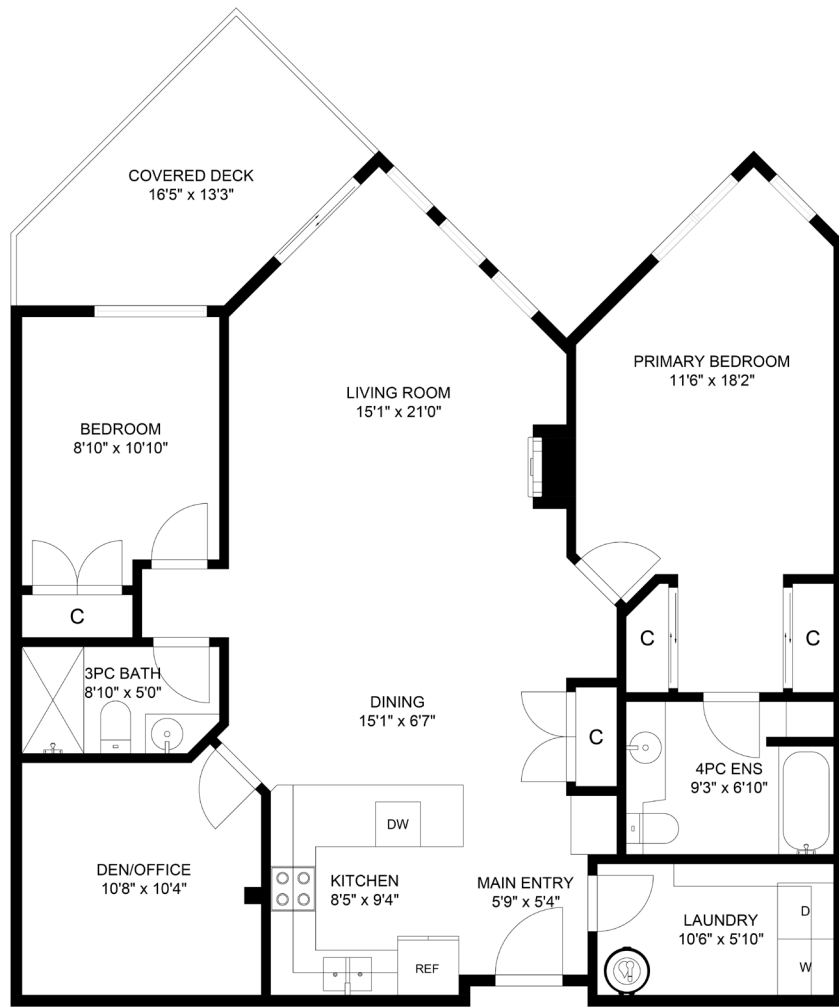 COVERED DECK
16'5" x 13'3"
PRIMARY BEDROOM
11'6" x 18'2"
LIVING ROOM
15'1" x 21'0"
BEDROOM
8'10" x 10'10"
C
C
C
3PC BATH
8'10" x 5'0"
DINING
15'1" x 6'7"
C
4PC ENS
9'3" x 6'10"
DW
DEN/OFFICE
10'8" x 10'4"
KITCHEN
8'5" x 9'4"
MAIN ENTRY
5'9" x 5'4"
LAUNDRY
10'6" x 5'10"
D
W
REF